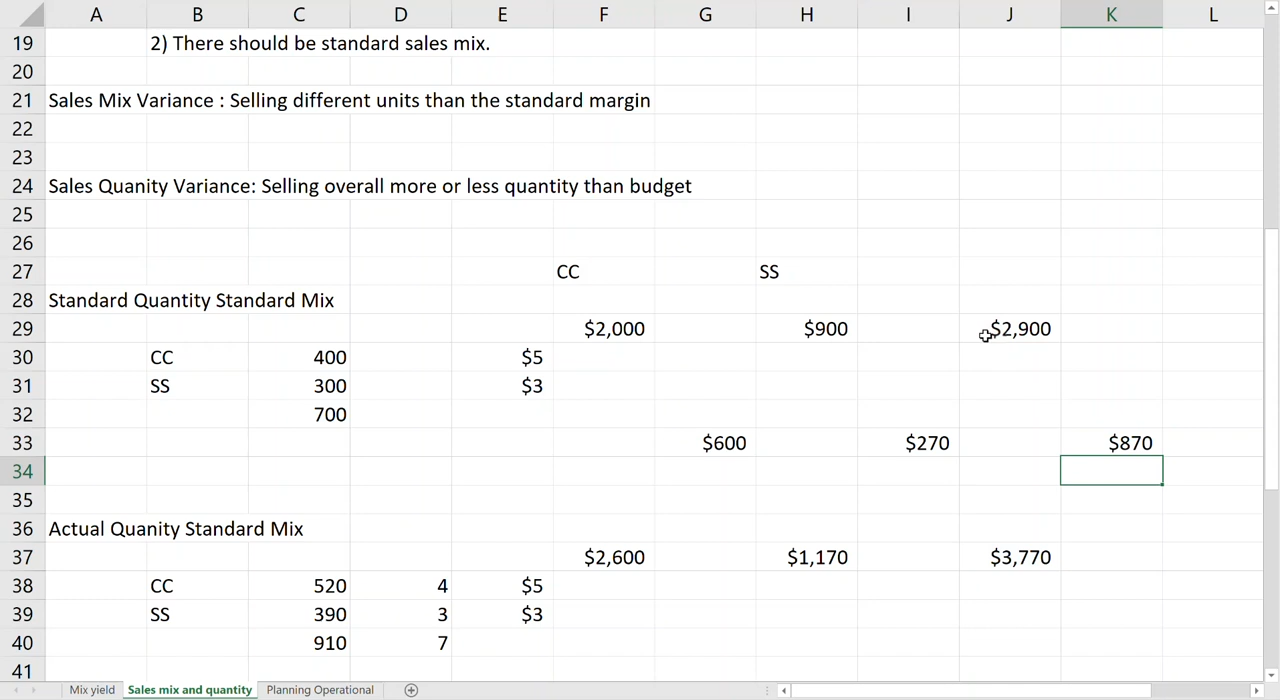 A B C D E F G H I J K L
19 2) There should be standard sales mix.
20
21 Sales Mix Variance : Selling different units than the standard margin
22
23
24 Sales Quanity Variance: Selling overall more or less quantity than budget
25
26
27 CC SS
28 Standard Quantity Standard Mix
29 $2,000 $900 $2,900
30 CC 400 $5
31 SS 300 $3
32 700
33 $600 $270 $870
34
35
36 Actual Quanity Standard Mix
37 $2,600 $1,170 $3,770
38 CC 520 4 $5
39 SS 390 3 $3
40 910 7
41
Mix yield Sales mix and quantity Planning Operational